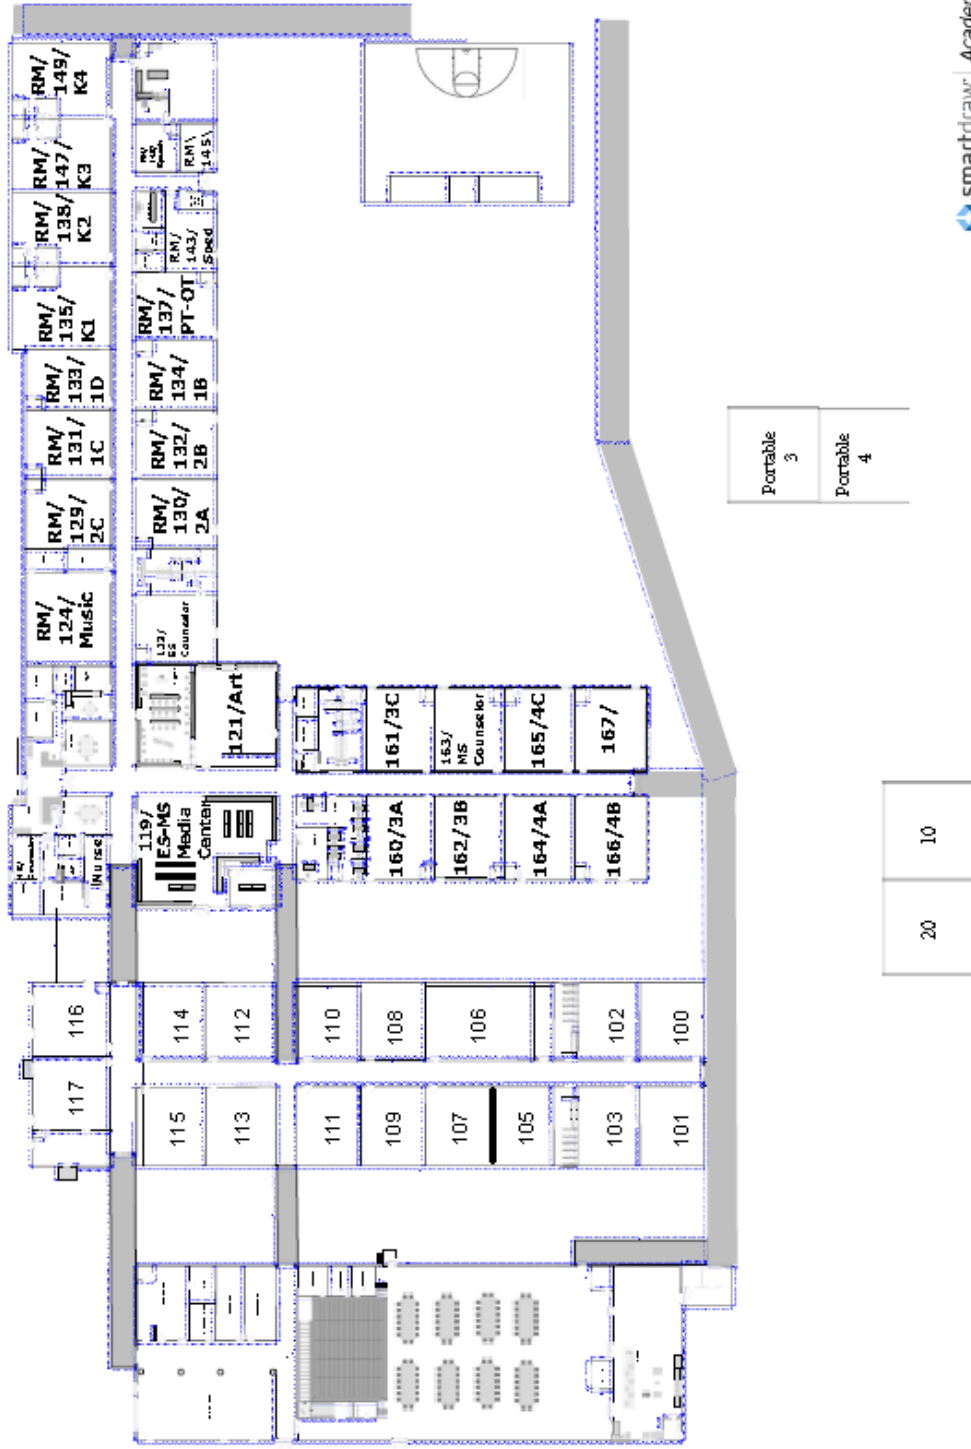 RM/
149/
K4
RM/
147/
K3
RM/
138/
K2
RM/
135/
K1
RM/
133/
1D
RM/
131/
1C
RM/
129/
2C
RM/
124/
Music
RM\
145\
RM/
143/
Sped
RM/
137/
PT-OT
RM/
134/
1B
RM/
132/
2B
RM/
130/
2A
122/
ES
Counselor
121/Art
119/
ES-MS
Media
Center
Nurse
161/3C
163/
MS
Counselor
165/4C
167/
160/3A
162/3B
164/4A
166/4B
116
114
112
110
108
106
102
100
117
115
113
111
109
107
105
103
101
Portable
3
Portable
4
10
20
smartdraw